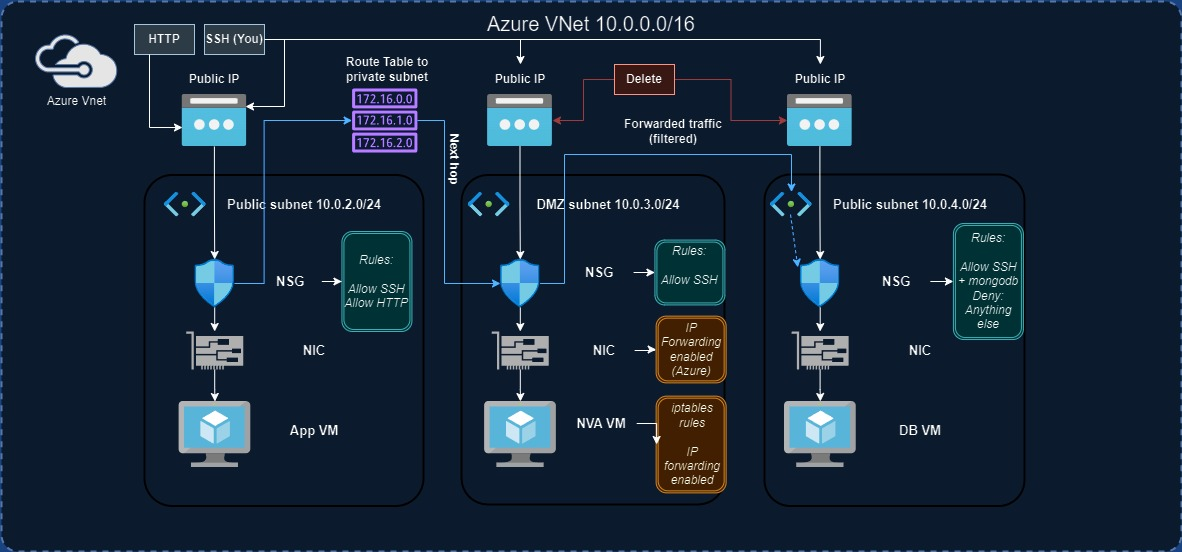 Azure VNet 10.0.0.0/16
HTTP
SSH (You)
Azure Vnet
Public IP
Route Table to
private subnet
172.16.0.0
172.16.1.0
172.16.2.0
Next hop
Public IP
Delete
Public IP
Forwarded traffic
(filtered)
Public subnet 10.0.2.0/24
Rules:
Allow SSH
Allow HTTP
NSG
NIC
App VM
DMZ subnet 10.0.3.0/24
NSG
Rules:
Allow SSH
NIC
IP
Forwarding
enabled
(Azure)
NVA VM
iptables
rules
IP
forwarding
enabled
Public subnet 10.0.4.0/24
NSG
Rules:
Allow SSH
+ mongodb
Deny:
Anything
else
NIC
DB VM